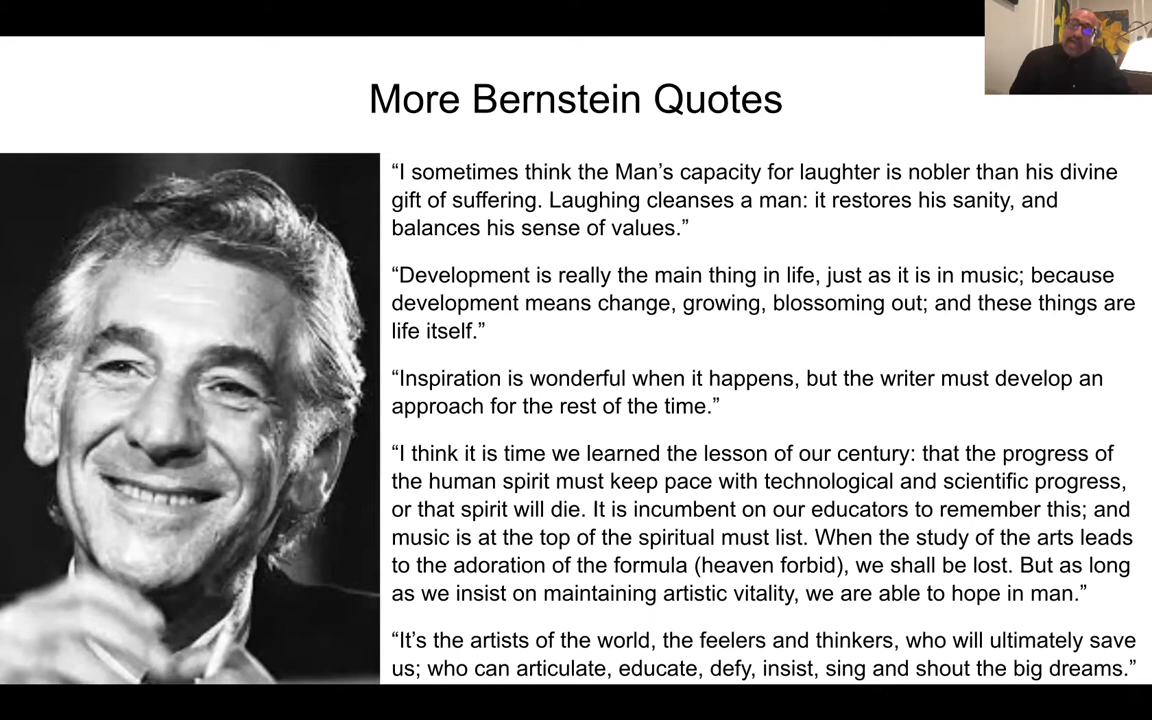 More Bernstein Quotes
“I sometimes think the Man’s capacity for laughter is nobler than his divine
gift of suffering. Laughing cleanses a man: it restores his sanity, and
balances his sense of values.”
“Development is really the main thing in life, just as it is in music; because
development means change, growing, blossoming out; and these things are
life itself.”
“Inspiration is wonderful when it happens, but the writer must develop an
approach for the rest of the time.”
“I think it is time we learned the lesson of our century: that the progress of
the human spirit must keep pace with technological and scientific progress,
or that spirit will die. It is incumbent on our educators to remember this; and
music is at the top of the spiritual must list. When the study of the arts leads
to the adoration of the formula (heaven forbid), we shall be lost. But as long
as we insist on maintaining artistic vitality, we are able to hope in man.”
“It’s the artists of the world, the feelers and thinkers, who will ultimately save
us; who can articulate, educate, defy, insist, sing and shout the big dreams.”